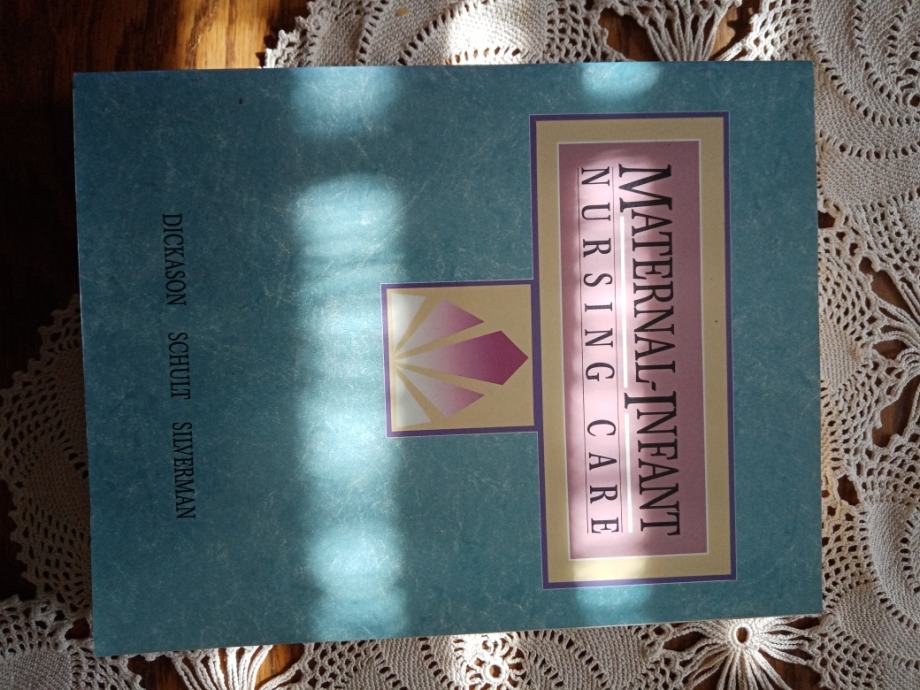 MATERNAL-INFANT
NURSING CARE
DICKASON SCHULT SILVERMAN